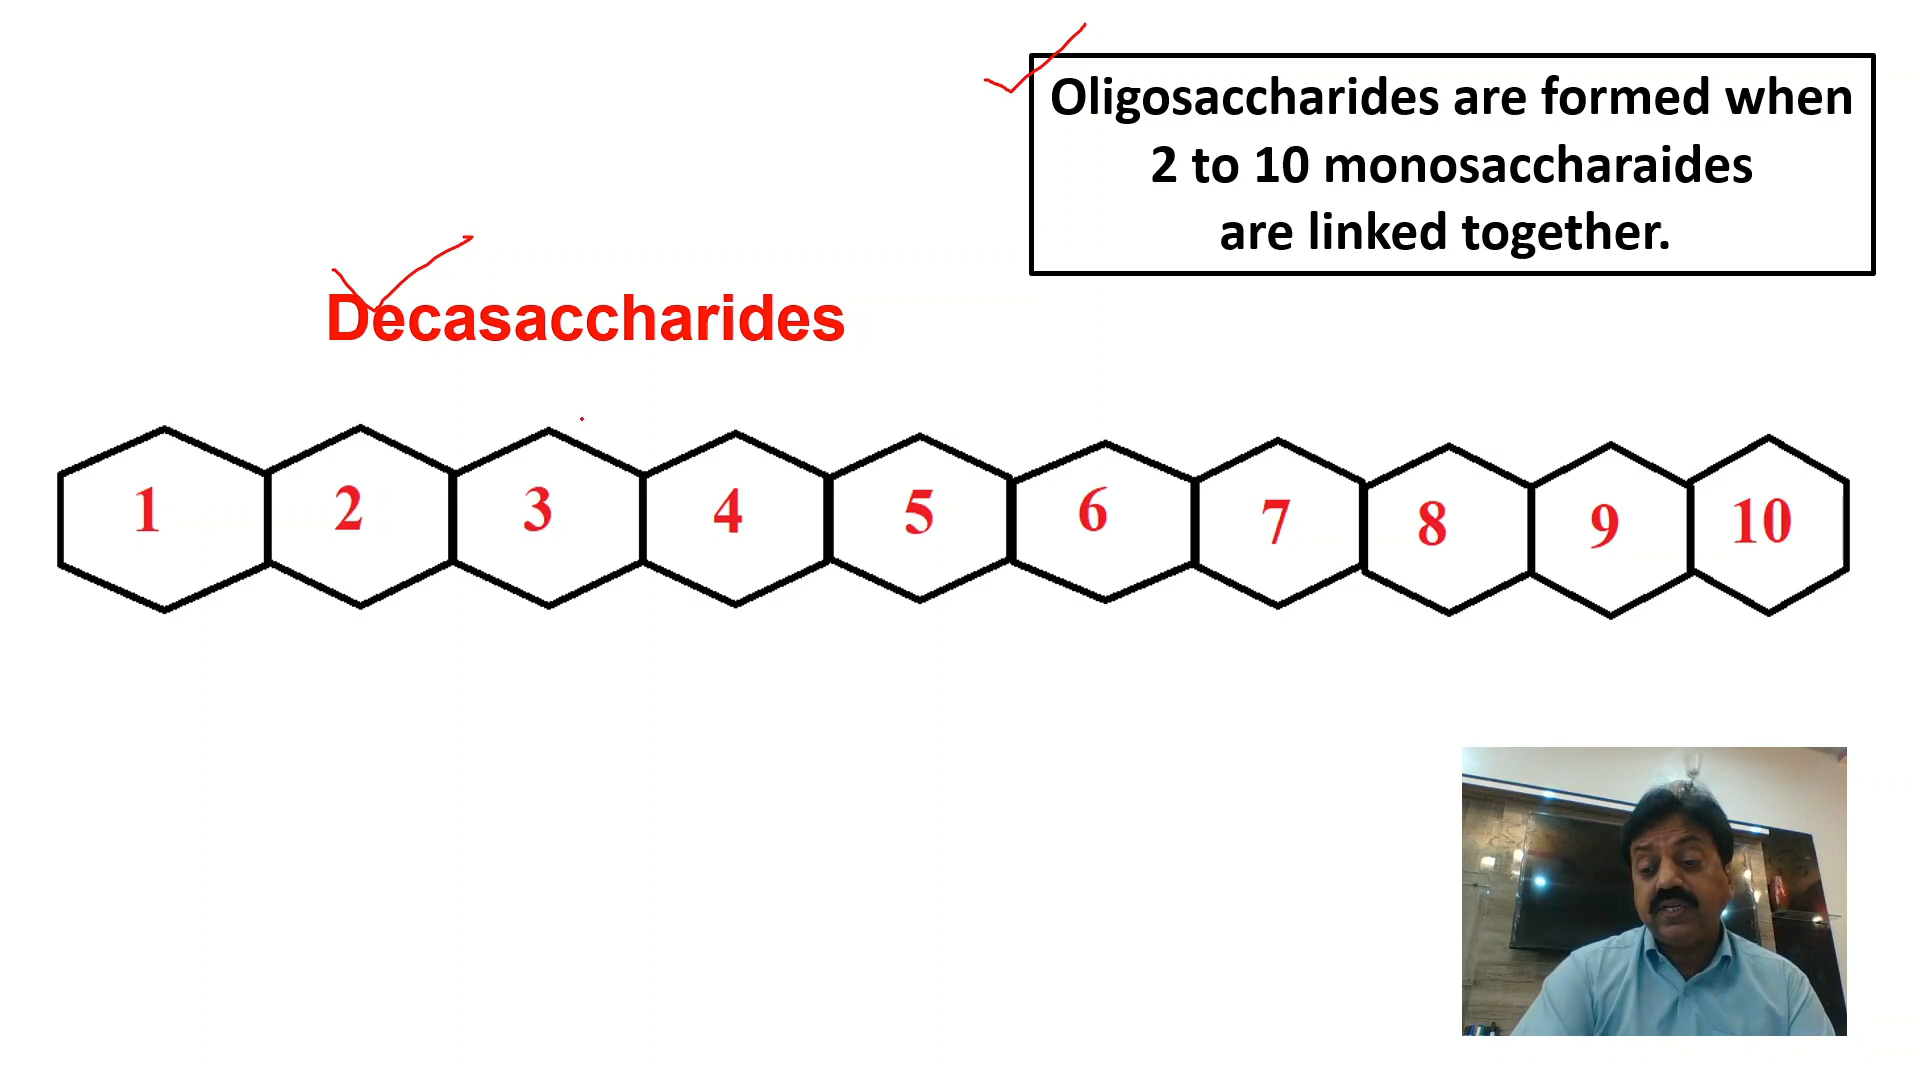 Oligosaccharides are formed when
2 to 10 monosaccharaides
are linked together.
Decasaccharides
1 2 3 4 5 6 7 8 9 10